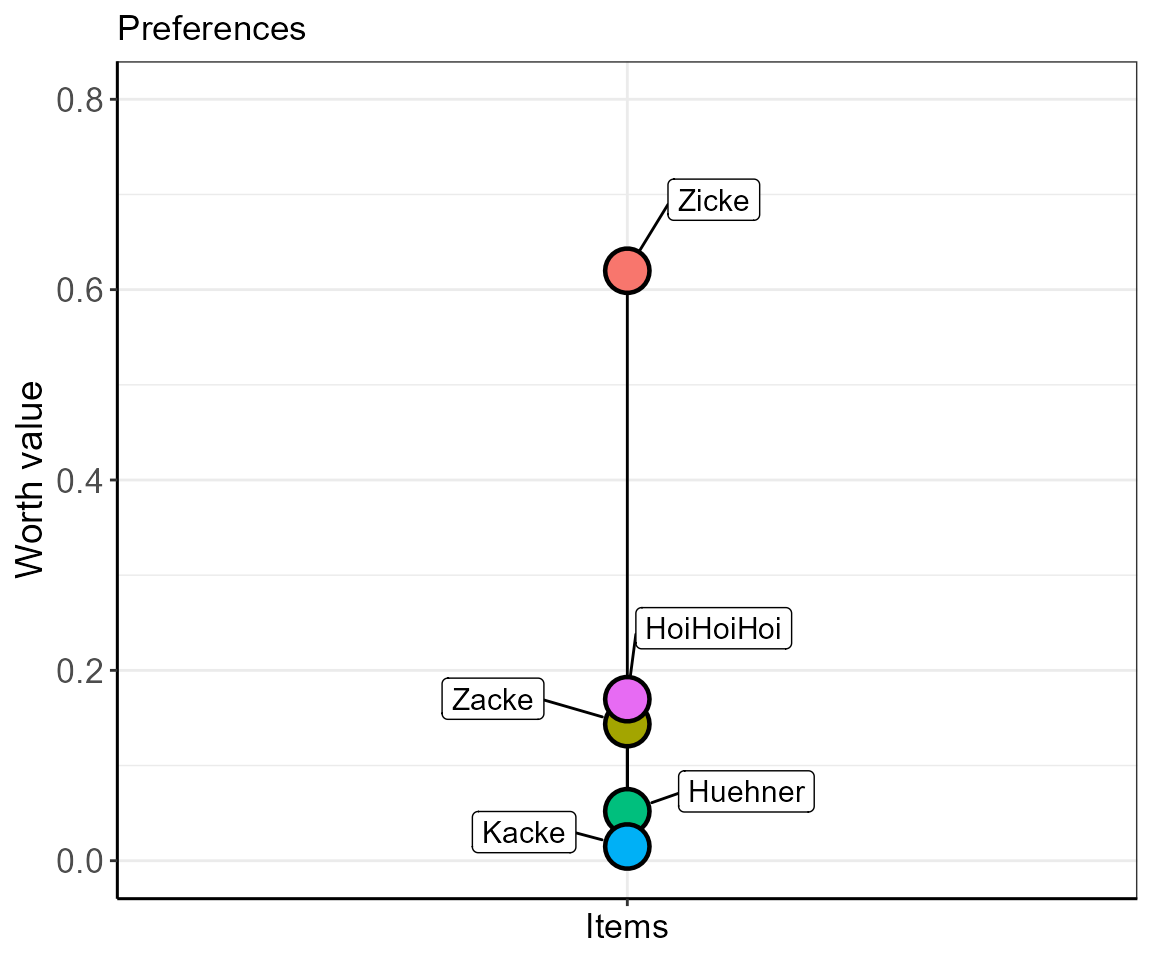 Preferences
Worth value
0.8
0.6
0.4
0.2
0.0
Zicke
HoiHoiHoi
Zacke
Huehner
Kacke
Items